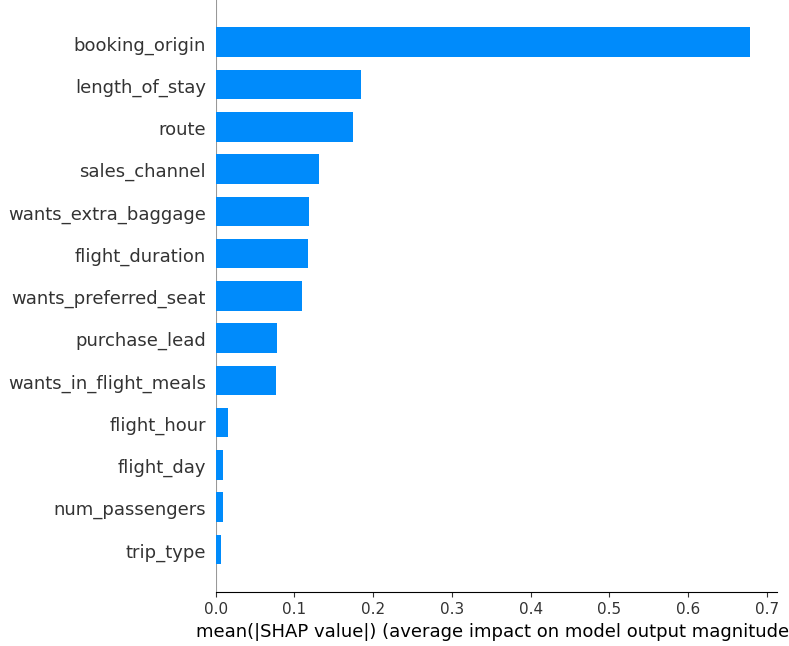 booking_origin
length_of_stay
route
sales_channel
wants_extra_baggage
flight_duration
wants_preferred_seat
purchase_lead
wants_in_flight_meals
flight_hour
flight_day
num_passengers
trip_type
0.0 0.1 0.2 0.3 0.4 0.5 0.6 0.7
mean(|SHAP value|) (average impact on model output magnitude